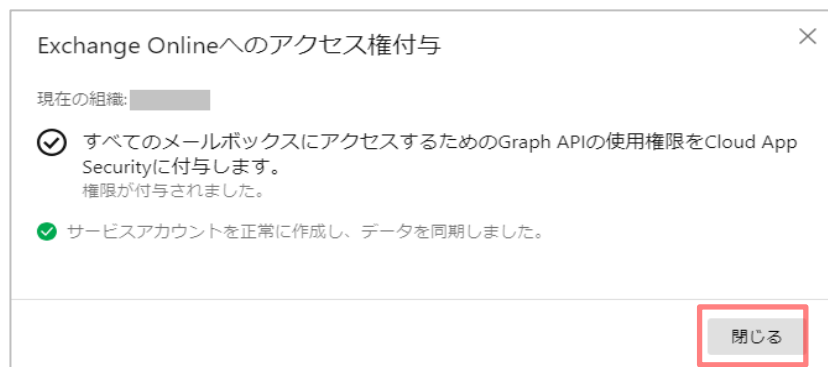 Exchange Onlineへのアクセス権付与
現在の組織:
すべてのメールボックスにアクセスするためのGraph APIの使用権限をCloud App
Securityに付与します。
権限が付与されました。
サービスアカウントを正常に作成し、データを同期しました。
閉じる